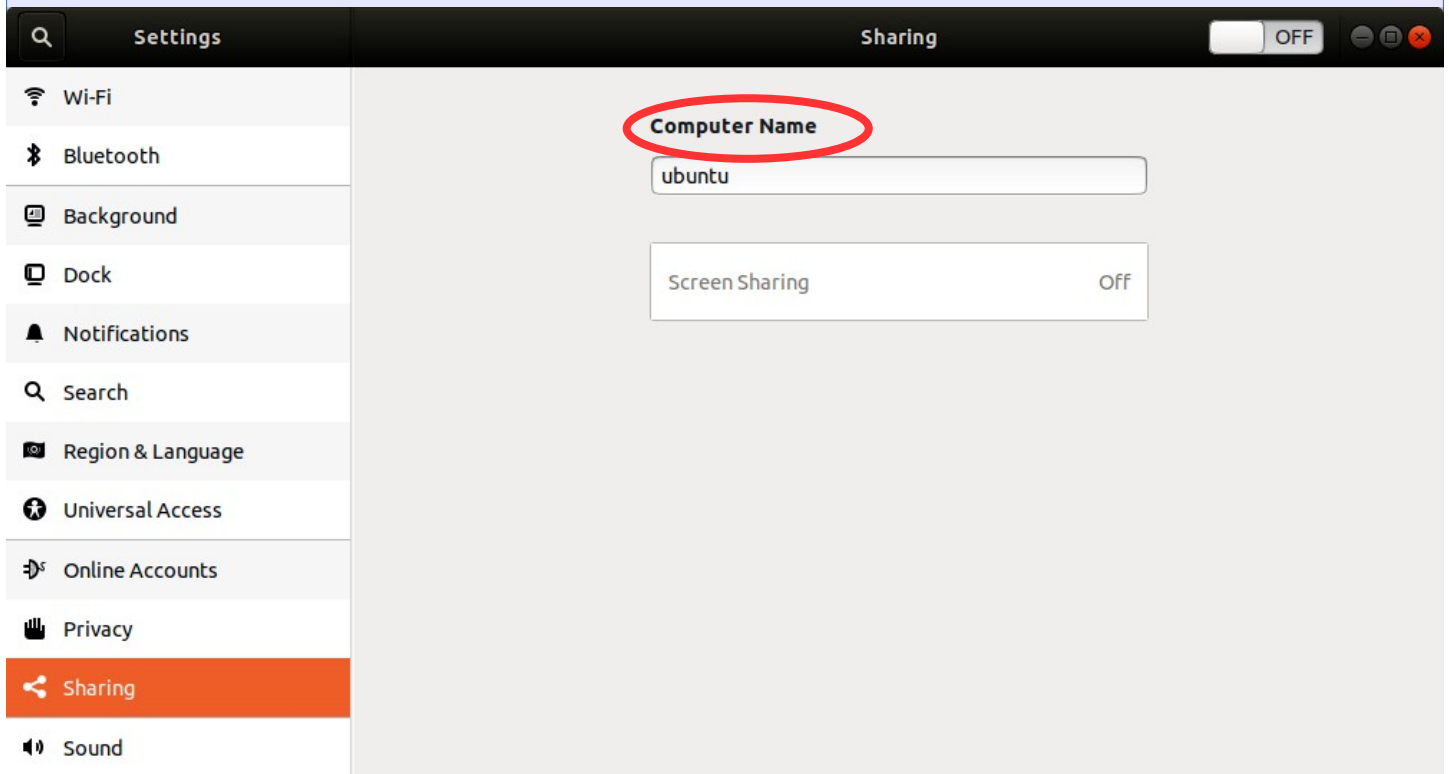 Settings
Sharing
OFF
Wi-Fi
Bluetooth
Background
Dock
Notifications
Search
Region & Language
Universal Access
Online Accounts
Privacy
Sharing
Sound
Computer Name
ubuntu
Screen Sharing Off